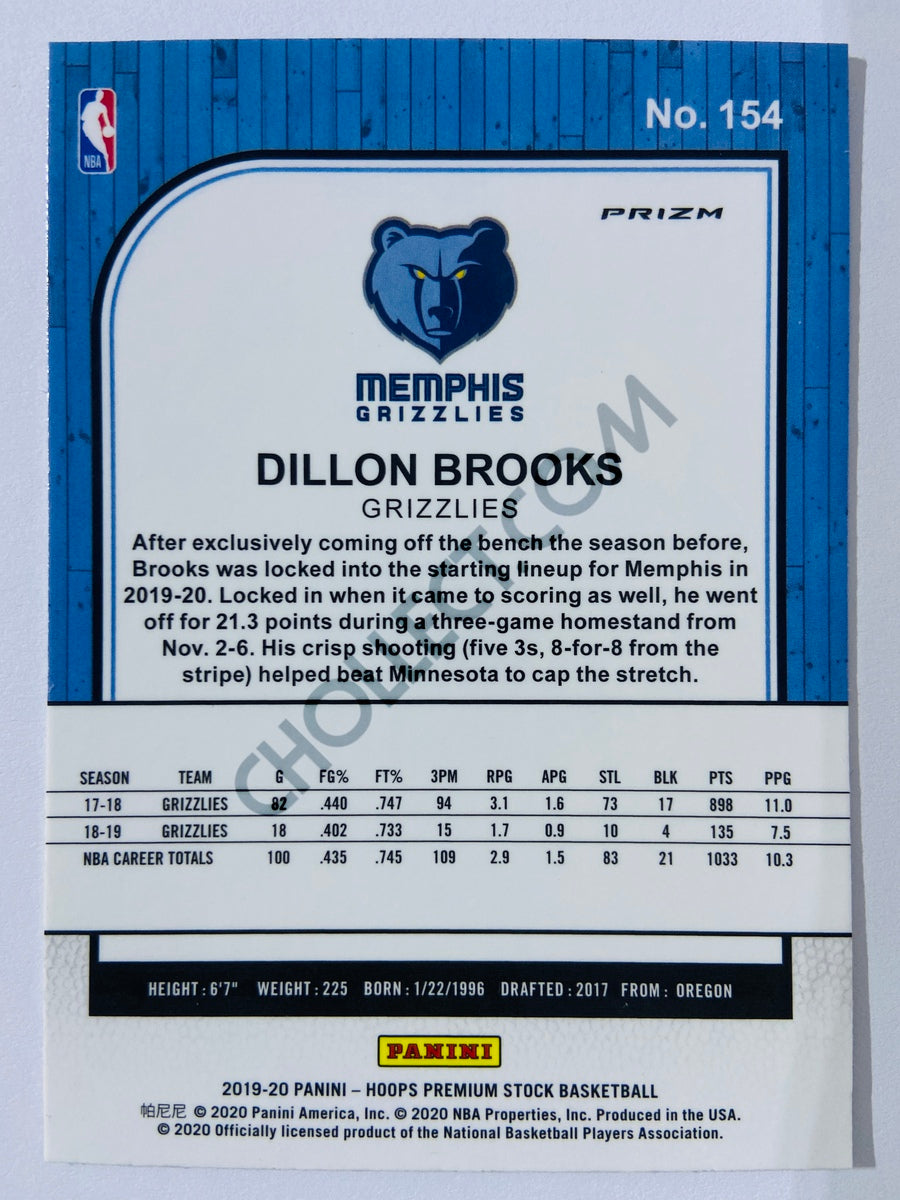 No. 154
NBA
PRIZM
MEMPHIS
GRIZZLIES
DILLON BROOKS
GRIZZLIES
After exclusively coming off the bench the season before,
Brooks was locked into the starting lineup for Memphis in
2019-20. Locked in when it came to scoring as well, he went
off for 21.3 points during a three-game homestand from
Nov. 2-6. His crisp shooting (five 3s, 8-for-8 from the
stripe) helped beat Minnesota to cap the stretch.
CHOLLECT.COM
SEASON TEAM G FG% FT% 3PM RPG APG STL BLK PTS PPG
17-18 GRIZZLIES 82 .440 .747 94 3.1 1.6 73 17 898 11.0
18-19 GRIZZLIES 18 .402 .733 15 1.7 0.9 10 4 135 7.5
NBA CAREER TOTALS 100 .435 .745 109 2.9 1.5 83 21 1033 10.3
HEIGHT: 6'7" WEIGHT: 225 BORN: 1/22/1996 DRAFTED: 2017 FROM: OREGON
PANINI
2019-20 PANINI – HOOPS PREMIUM STOCK BASKETBALL
帕尼尼 © 2020 Panini America, Inc. © 2020 NBA Properties, Inc. Produced in the USA.
© 2020 Officially licensed product of the National Basketball Players Association.